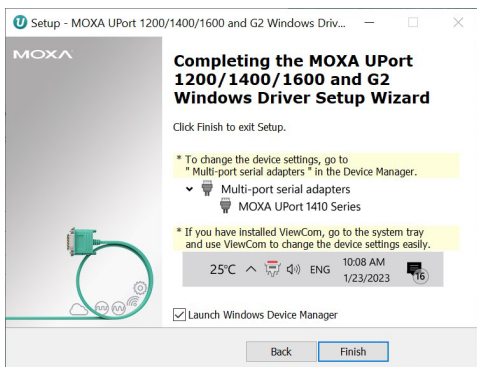 Setup - MOXA UPort 1200/1400/1600 and G2 Windows Driv...
MOXA
Completing the MOXA UPort
1200/1400/1600 and G2
Windows Driver Setup Wizard
Click Finish to exit Setup.
* To change the device settings, go to
" Multi-port serial adapters " in the Device Manager.
Multi-port serial adapters
MOXA UPort 1410 Series
* If you have installed ViewCom, go to the system tray
and use ViewCom to change the device settings easily.
25°C ENG 10:08 AM
1/23/2023
16
Launch Windows Device Manager
Back Finish